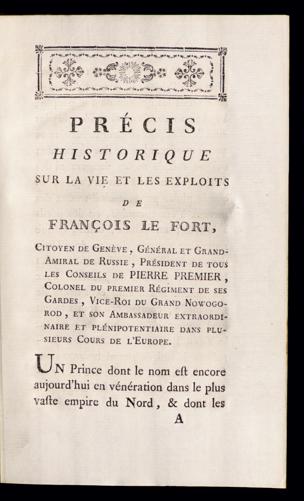 PRÉCIS
HISTORIQUE
SUR LA VIE ET LES EXPLOITS
DE
FRANÇOIS LE FORT,
CITOYEN DE GENÈVE, GÉNÉRAL ET GRAND-
AMIRAL DE RUSSIE, PRÉSIDENT DE TOUS
LES CONSEILS DE PIERRE PREMIER,
COLONEL DU PREMIER RÉGIMENT DE SES
GARDES, VICE-ROI DU GRAND NOWOGO-
ROD, ET SON AMBASSADEUR EXTRAORDI-
NAIRE ET PLÉNIPOTENTIAIRE DANS PLU-
SIEURS COURS DE L'EUROPE.
UN Prince dont le nom eſt encore
aujourd'hui en vénération dans le plus
vaſte empire du Nord, & dont les
A